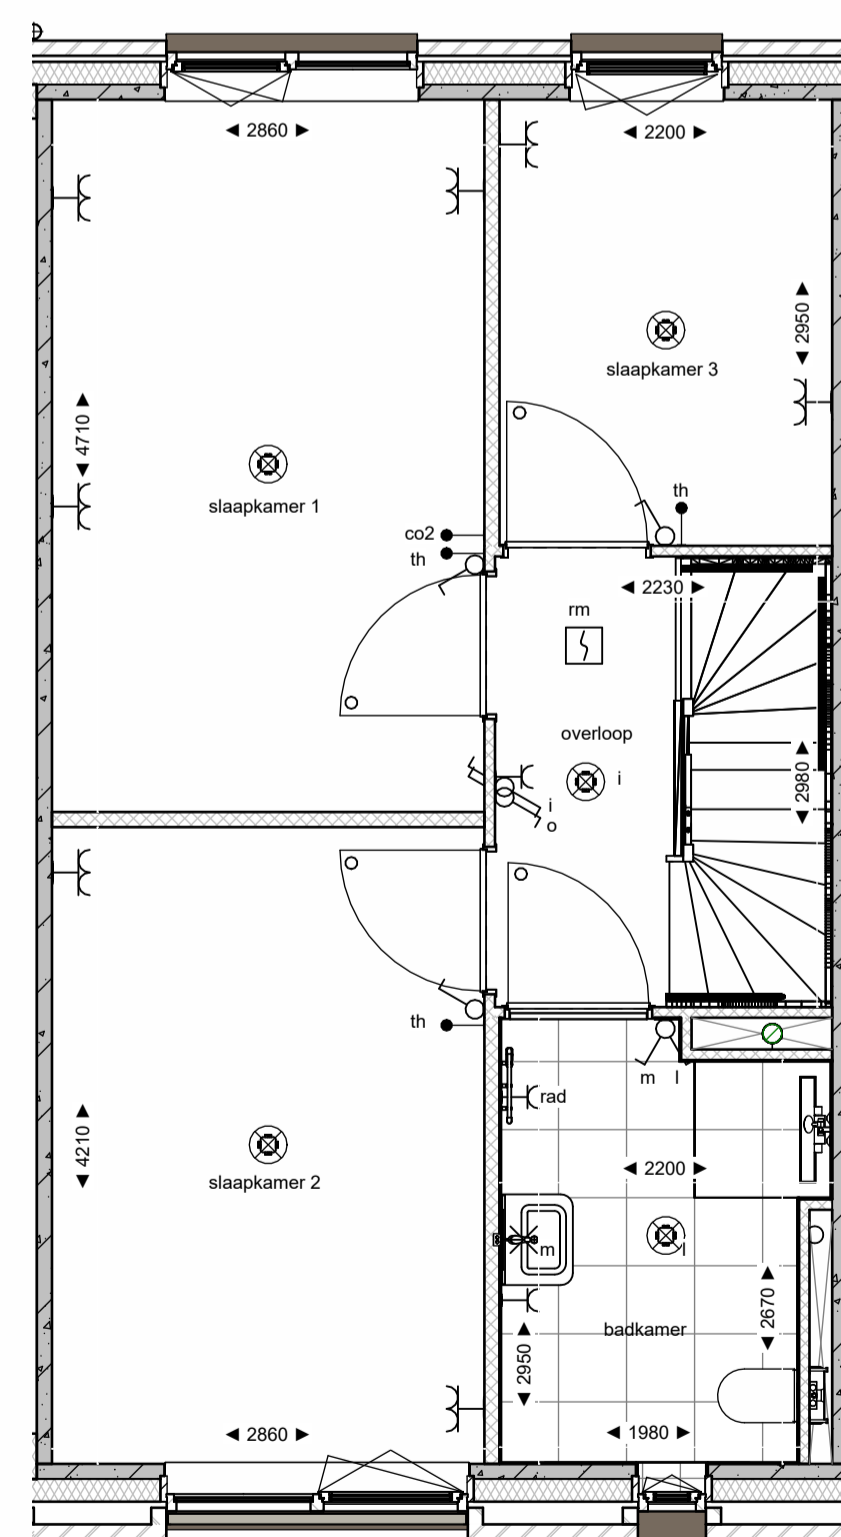 2860
2200
2950
slaapkamer 3
4710
slaapkamer 1
th
co2
th
2230
rm
overloop
i
2980
i
o
th
m l
rad
2200
4210
slaapkamer 2
m
l
2670
badkamer
2950
2860
1980